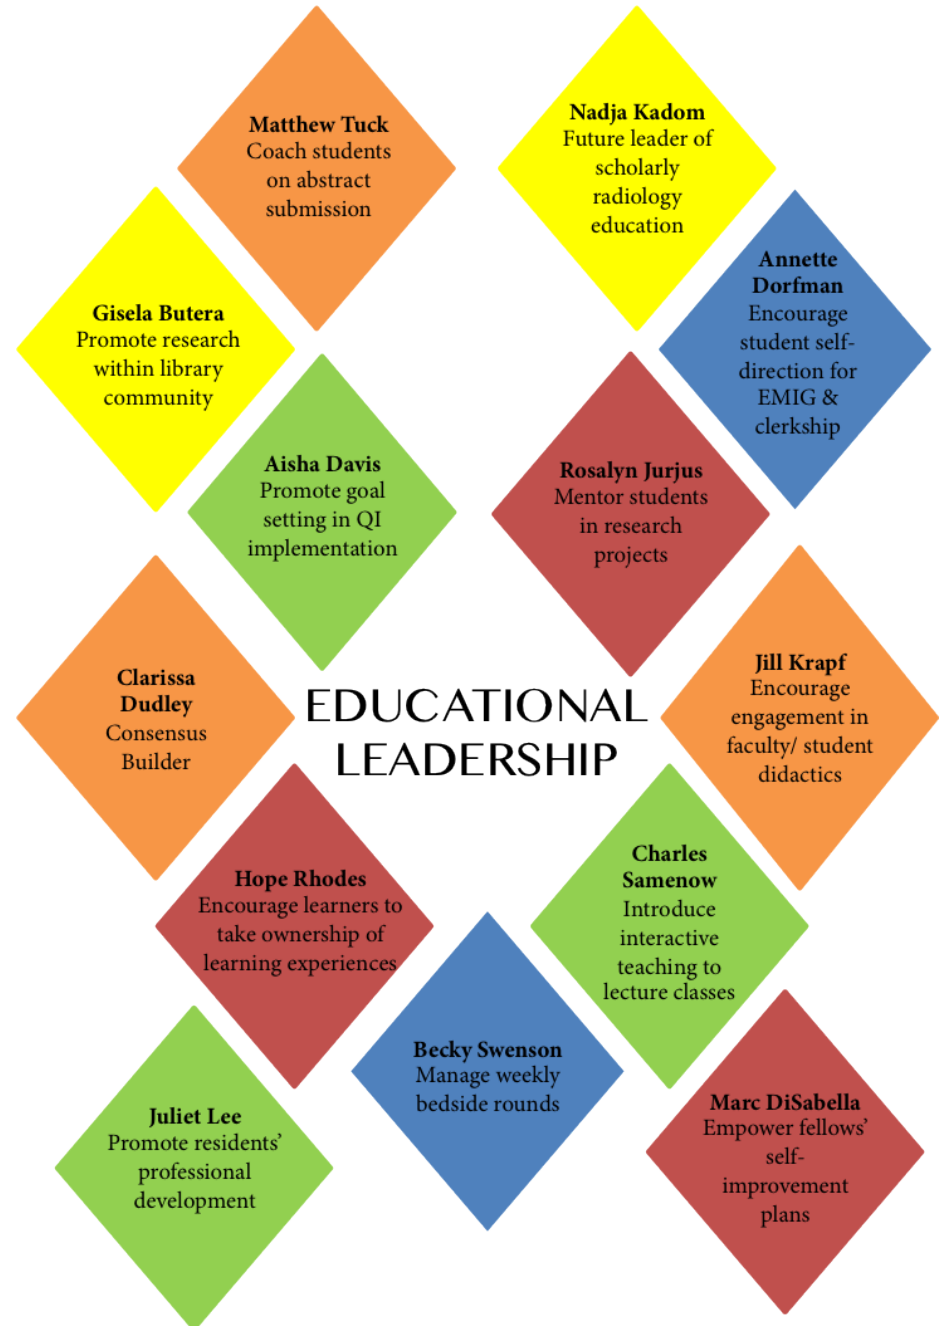 Matthew Tuck
Coach students
on abstract
submission
Nadja Kadom
Future leader of
scholarly
radiology
education
Gisela Butera
Promote research
within library
community
Annette
Dorfman
Encourage
student self-
direction for
EMIG &
clerkship
Aisha Davis
Promote goal
setting in QI
implementation
Rosalyn Jurjus
Mentor students
in research
projects
Clarissa
Dudley
Consensus
Builder
EDUCATIONAL
LEADERSHIP
Jill Krapf
Encourage
engagement in
faculty/ student
didactics
Hope Rhodes
Encourage learners to
take ownership of
learning experiences
Charles
Samenow
Introduce
interactive
teaching to
lecture classes
Becky Swenson
Manage weekly
bedside rounds
Juliet Lee
Promote residents’
professional
development
Marc DiSabella
Empower fellows’
self-
improvement
plans